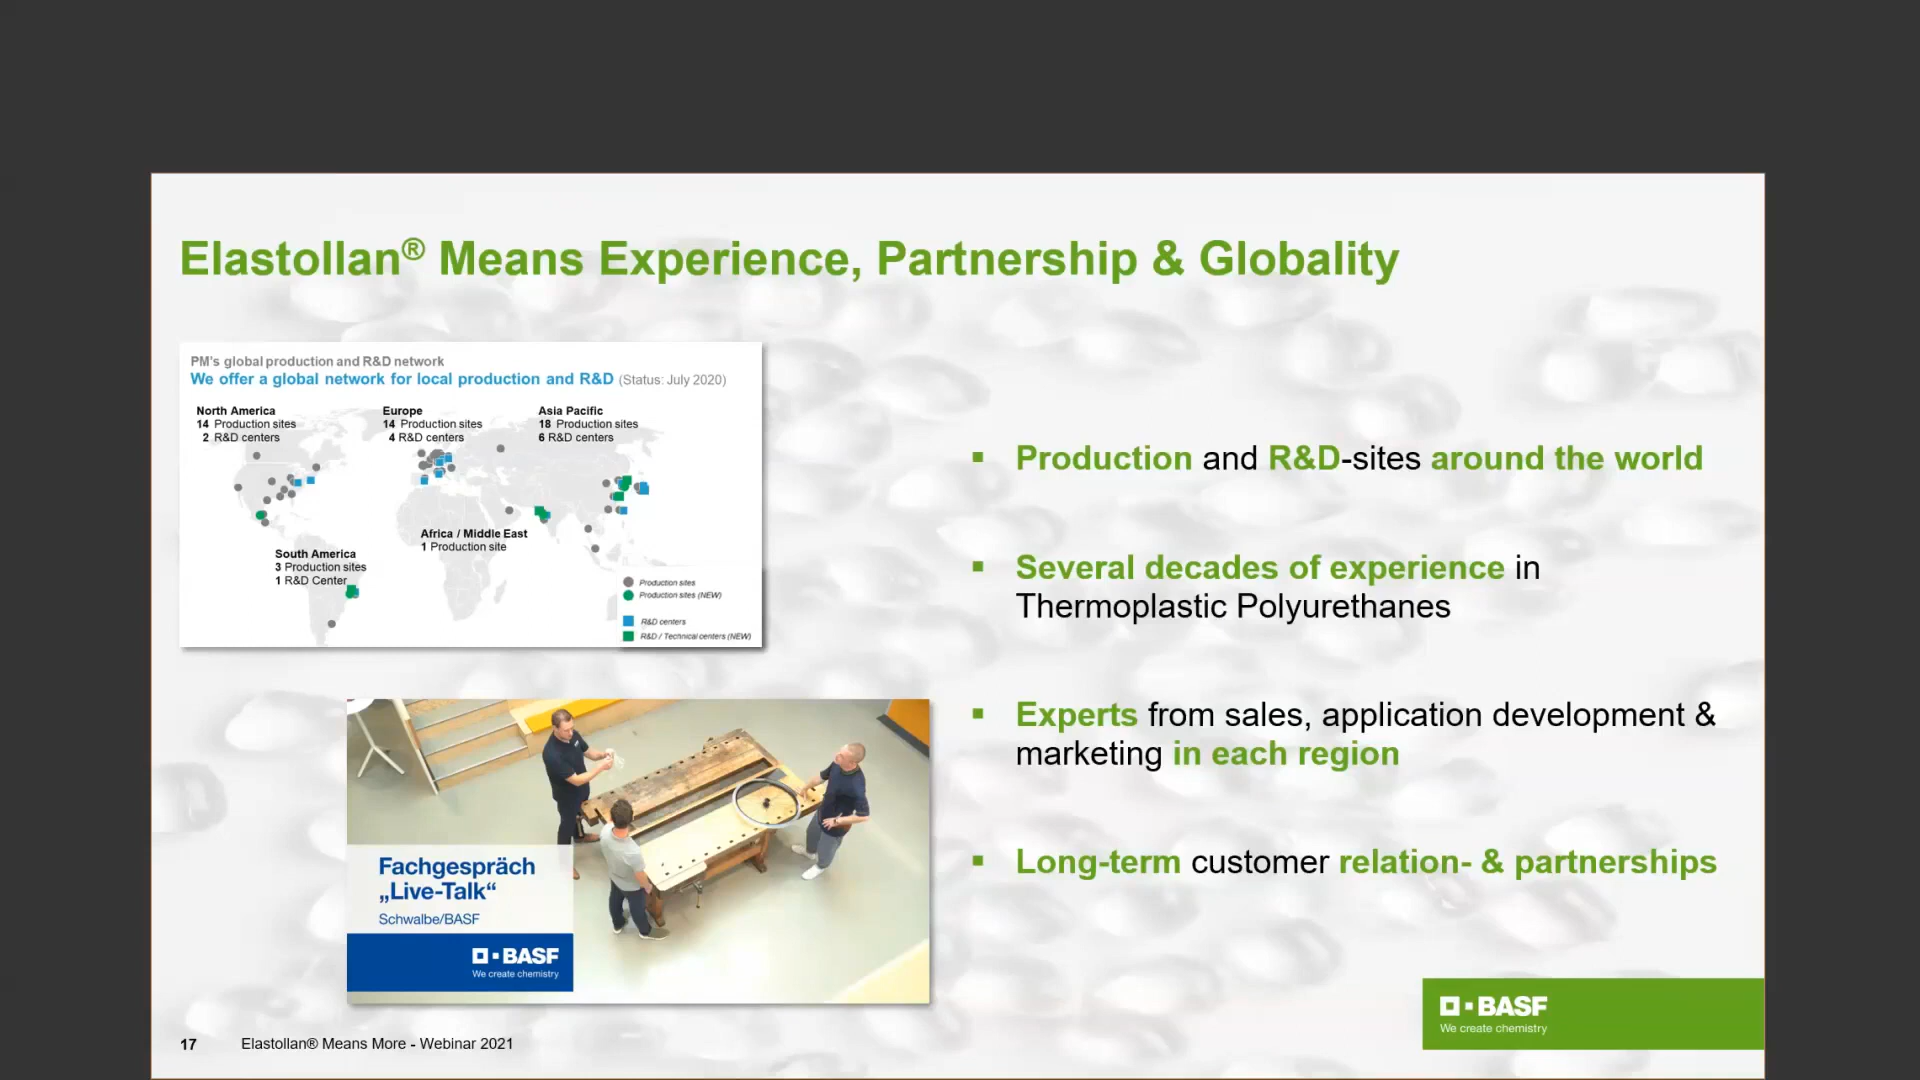 Elastollan® Means Experience, Partnership & Globality
PM's global production and R&D network
We offer a global network for local production and R&D (Status: July 2020)
North America
14 Production sites
2 R&D centers
Europe
14 Production sites
4 R&D centers
Asia Pacific
18 Production sites
6 R&D centers
Africa / Middle East
1 Production site
South America
3 Production sites
1 R&D Center
Production sites
Production sites (NEW)
R&D centers
R&D / Technical centers (NEW)
Fachgespräch
„Live-Talk“
Schwalbe/BASF
BASF
We create chemistry
▪ Production and R&D-sites around the world
▪ Several decades of experience in
Thermoplastic Polyurethanes
▪ Experts from sales, application development &
marketing in each region
▪ Long-term customer relation- & partnerships
BASF
We create chemistry
17 Elastollan® Means More - Webinar 2021